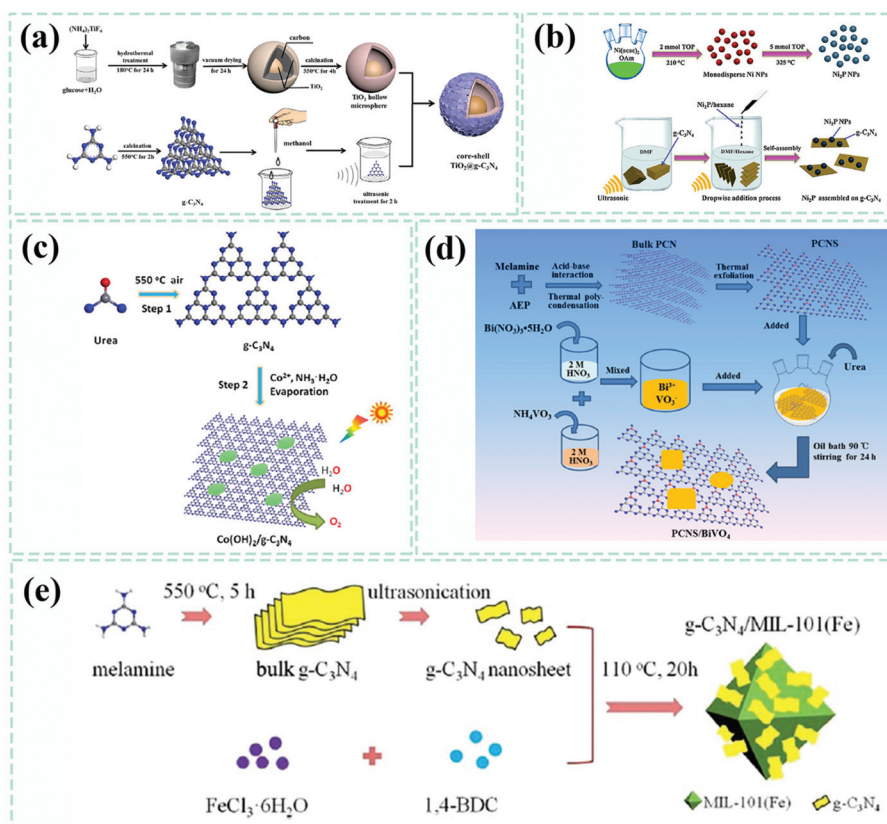 (a)
(NH₄)₂TiF₆
glucose+H₂O
hydrothermal
treatment
180°C for 24 h
vacuum drying
for 24 h
carbon
TiO₂
calcination
550°C for 4h
TiO₂ hollow
microsphere
calcination
550°C for 2h
g-C₃N₄
methanol
ultrasonic
treatment for 2 h
core-shell
TiO₂@g-C₃N₄
(b)
Ni(acac)₂
OAm
2 mmol TOP
210 °C
Monodisperse Ni NPs
5 mmol TOP
325 °C
Ni₂P NPs
DMF
g-C₃N₄
Ultrasonic
Ni₂P/hexane
DMF/Hexane
Dropwise addition process
Self-assembly
Ni₂P NPs
g-C₃N₄
Ni₂P assembled on g-C₃N₄
(c)
Urea
550 °C air
Step 1
g-C₃N₄
Step 2
Co²⁺, NH₃·H₂O
Evaporation
H₂O
H₂O
O₂
Co(OH)₂/g-C₃N₄
(d)
Melamine
AEP
Acid-base
interaction
Thermal poly-
condensation
Bulk PCN
Thermal
exfoliation
PCNS
Added
Urea
Bi(NO₃)₃•5H₂O
2 M
HNO₃
NH₄VO₃
2 M
HNO₃
Mixed
Bi³⁺
VO₃⁻
Added
Oil bath 90 ℃
stirring for 24 h
PCNS/BiVO₄
(e)
melamine
550 °C, 5 h
bulk g-C₃N₄
ultrasonication
g-C₃N₄ nanosheet
FeCl₃·6H₂O
1,4-BDC
110 °C, 20h
g-C₃N₄/MIL-101(Fe)
MIL-101(Fe)
g-C₃N₄